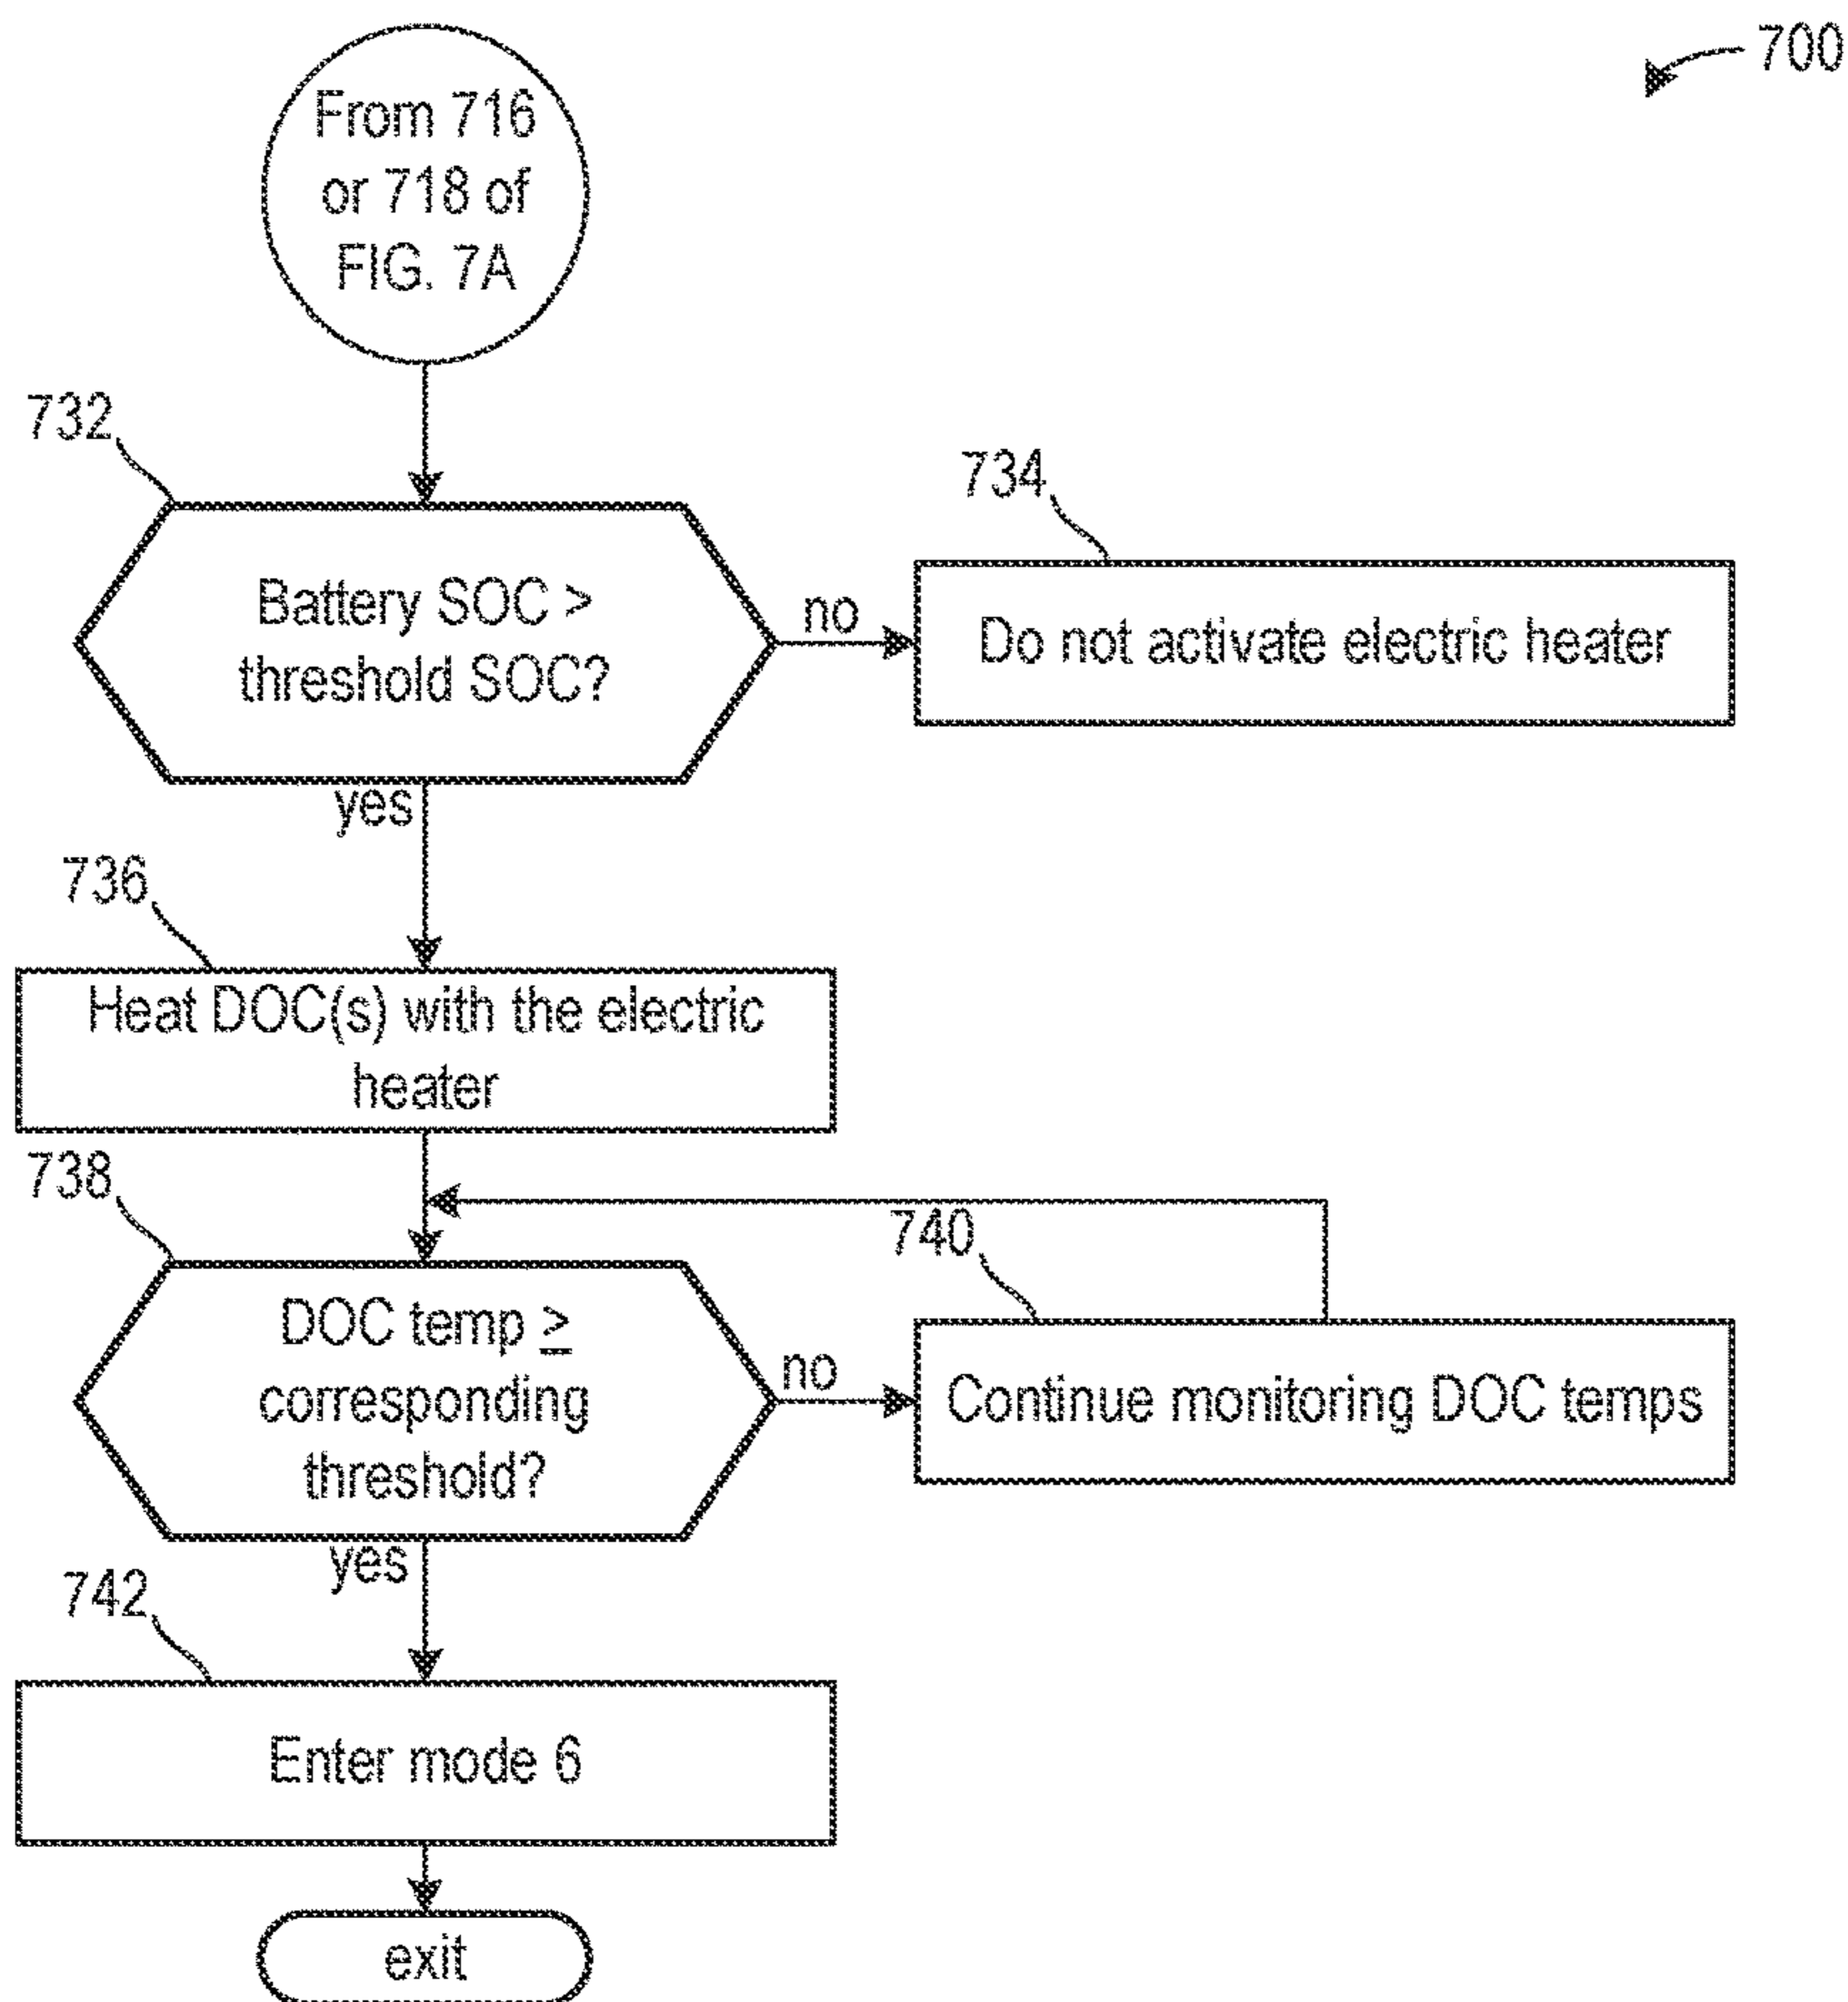 700
From 716
or 718 of
FIG. 7A
732
734
Battery SOC >
threshold SOC?
no
Do not activate electric heater
yes
736
Heat DOC(s) with the electric
heater
738
740
DOC temp ≥
corresponding
threshold?
no
Continue monitoring DOC temps
yes
742
Enter mode 6
exit